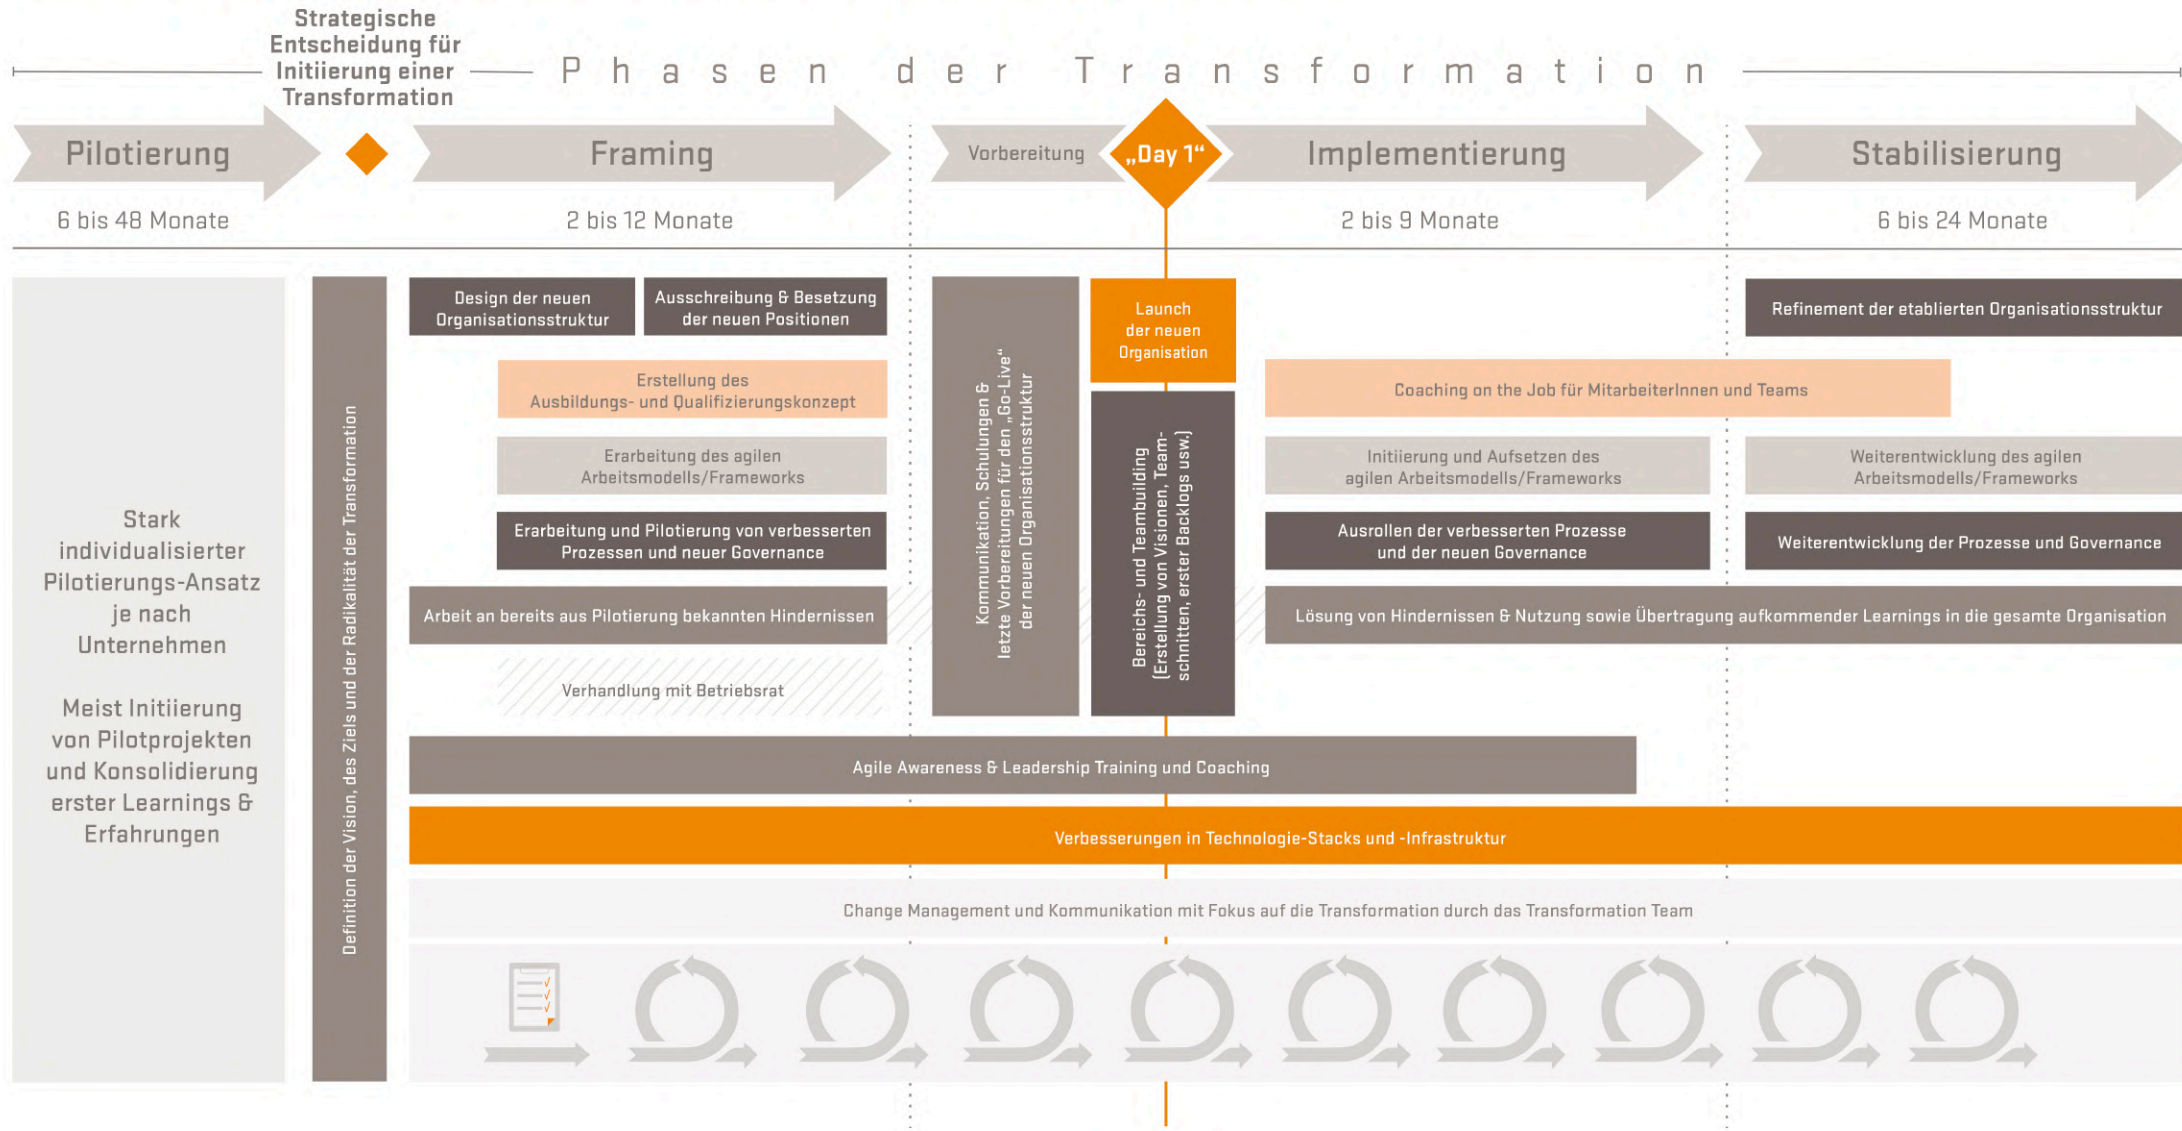 Strategische
Entscheidung für
Initiierung einer
Transformation
Phasen der Transformation
Pilotierung
Framing
Vorbereitung
„Day 1“
Implementierung
Stabilisierung
6 bis 48 Monate
2 bis 12 Monate
2 bis 9 Monate
6 bis 24 Monate
Stark
individualisierter
Pilotierungs-Ansatz
je nach
Unternehmen
Meist Initiierung
von Pilotprojekten
und Konsolidierung
erster Learnings &
Erfahrungen
Definition der Vision, des Ziels und der Radikalität der Transformation
Design der neuen
Organisationsstruktur
Ausschreibung & Besetzung
der neuen Positionen
Erstellung des
Ausbildungs- und Qualifizierungskonzept
Erarbeitung des agilen
Arbeitsmodells/Frameworks
Erarbeitung und Pilotierung von verbesserten
Prozessen und neuer Governance
Arbeit an bereits aus Pilotierung bekannten Hindernissen
Verhandlung mit Betriebsrat
Kommunikation, Schulungen &
letzte Vorbereitungen für den „Go-Live“
der neuen Organisationsstruktur
Launch
der neuen
Organisation
Bereichs- und Teambuilding
(Erstellung von Visionen, Team-
schnitten, erster Backlogs usw.)
Refinement der etablierten Organisationsstruktur
Coaching on the Job für MitarbeiterInnen und Teams
Initiierung und Aufsetzen des
agilen Arbeitsmodells/Frameworks
Weiterentwicklung des agilen
Arbeitsmodells/Frameworks
Ausrollen der verbesserten Prozesse
und der neuen Governance
Weiterentwicklung der Prozesse und Governance
Lösung von Hindernissen & Nutzung sowie Übertragung aufkommender Learnings in die gesamte Organisation
Agile Awareness & Leadership Training und Coaching
Verbesserungen in Technologie-Stacks und -Infrastruktur
Change Management und Kommunikation mit Fokus auf die Transformation durch das Transformation Team